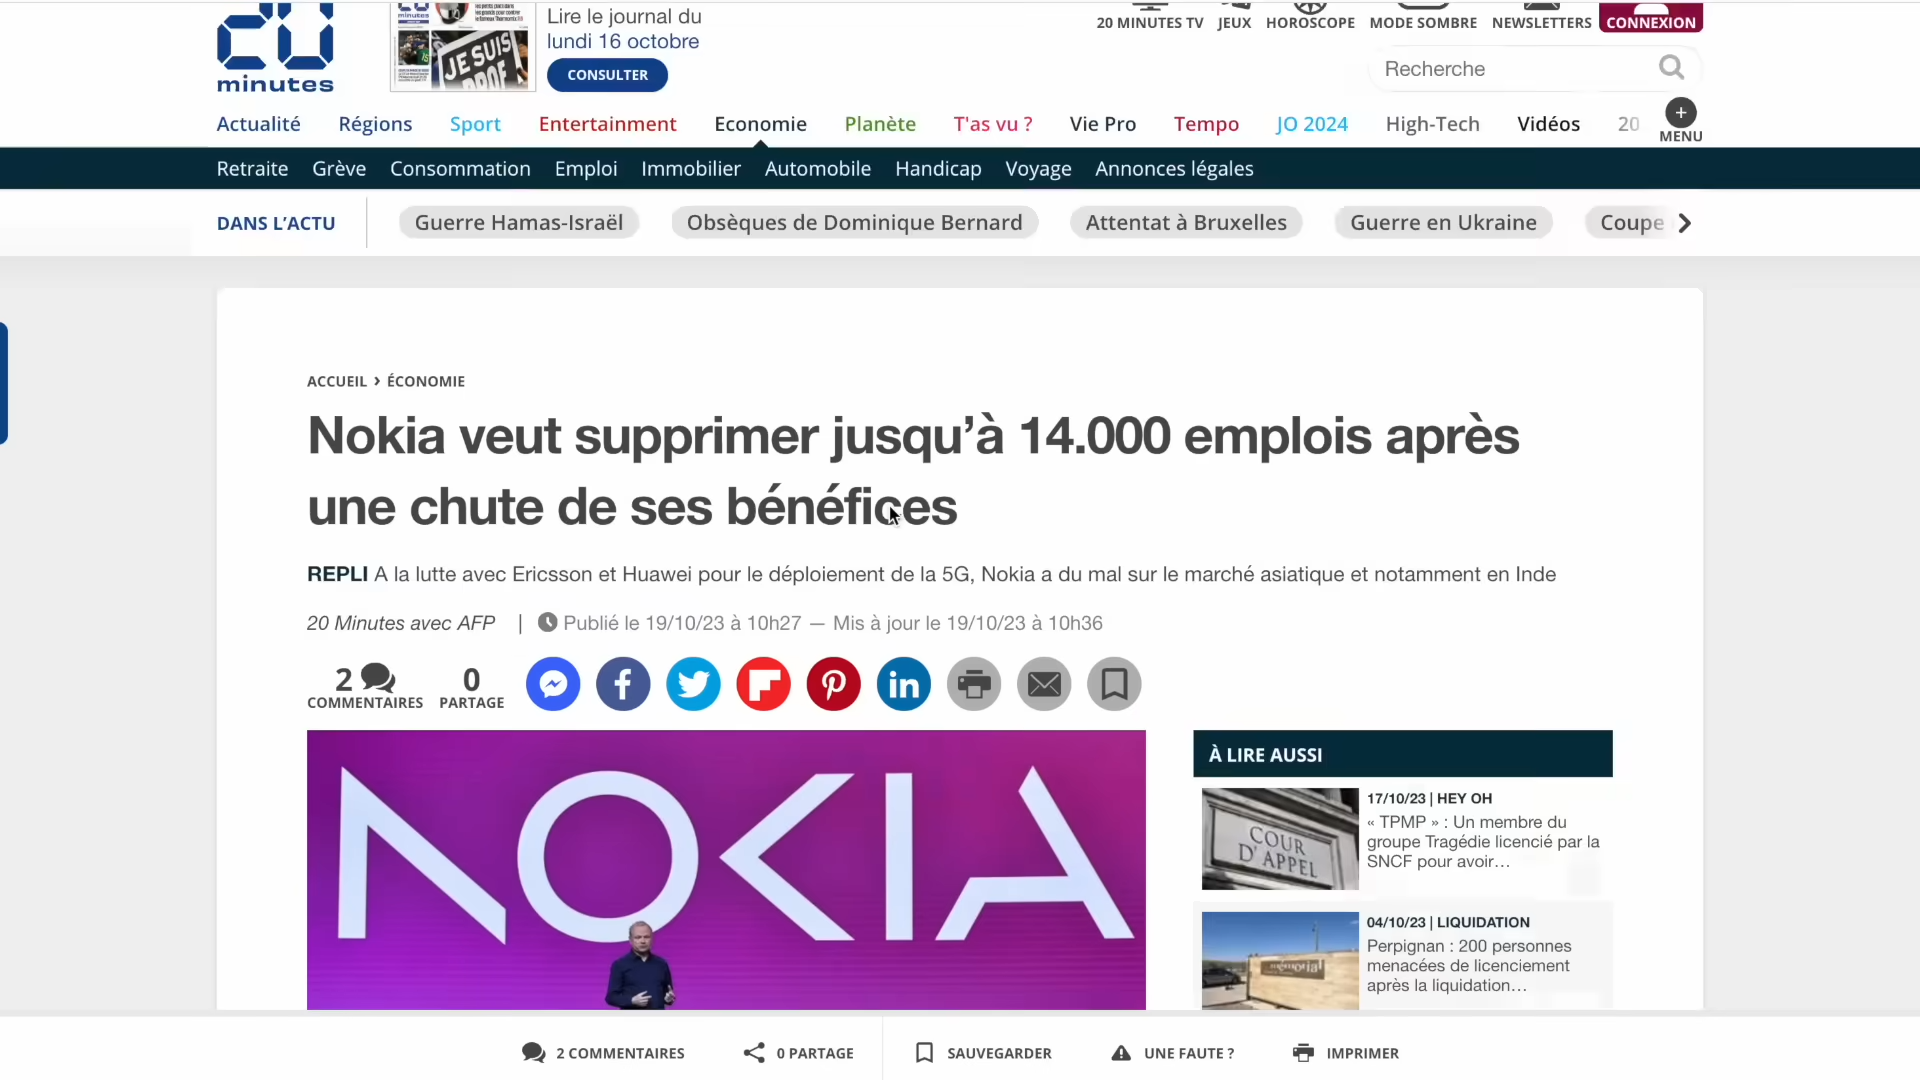 20
minutes
JE SUIS
PROF
Lire le journal du
lundi 16 octobre
CONSULTER
20 MINUTES TV
JEUX
HOROSCOPE
MODE SOMBRE
NEWSLETTERS
CONNEXION
Recherche
Actualité
Régions
Sport
Entertainment
Economie
Planète
T'as vu ?
Vie Pro
Tempo
JO 2024
High-Tech
Vidéos
20
MENU
Retraite
Grève
Consommation
Emploi
Immobilier
Automobile
Handicap
Voyage
Annonces légales
DANS L'ACTU
Guerre Hamas-Israël
Obsèques de Dominique Bernard
Attentat à Bruxelles
Guerre en Ukraine
Coupe
ACCUEIL › ÉCONOMIE
Nokia veut supprimer jusqu'à 14.000 emplois après
une chute de ses bénéfices
REPLI A la lutte avec Ericsson et Huawei pour le déploiement de la 5G, Nokia a du mal sur le marché asiatique et notamment en Inde
20 Minutes avec AFP | Publié le 19/10/23 à 10h27 — Mis à jour le 19/10/23 à 10h36
2
COMMENTAIRES
0
PARTAGE
NOKIA
À LIRE AUSSI
COUR
D'APPEL
17/10/23 | HEY OH
« TPMP » : Un membre du
groupe Tragédie licencié par la
SNCF pour avoir…
mémorial
04/10/23 | LIQUIDATION
Perpignan : 200 personnes
menacées de licenciement
après la liquidation…
2 COMMENTAIRES
0 PARTAGE
SAUVEGARDER
UNE FAUTE ?
IMPRIMER